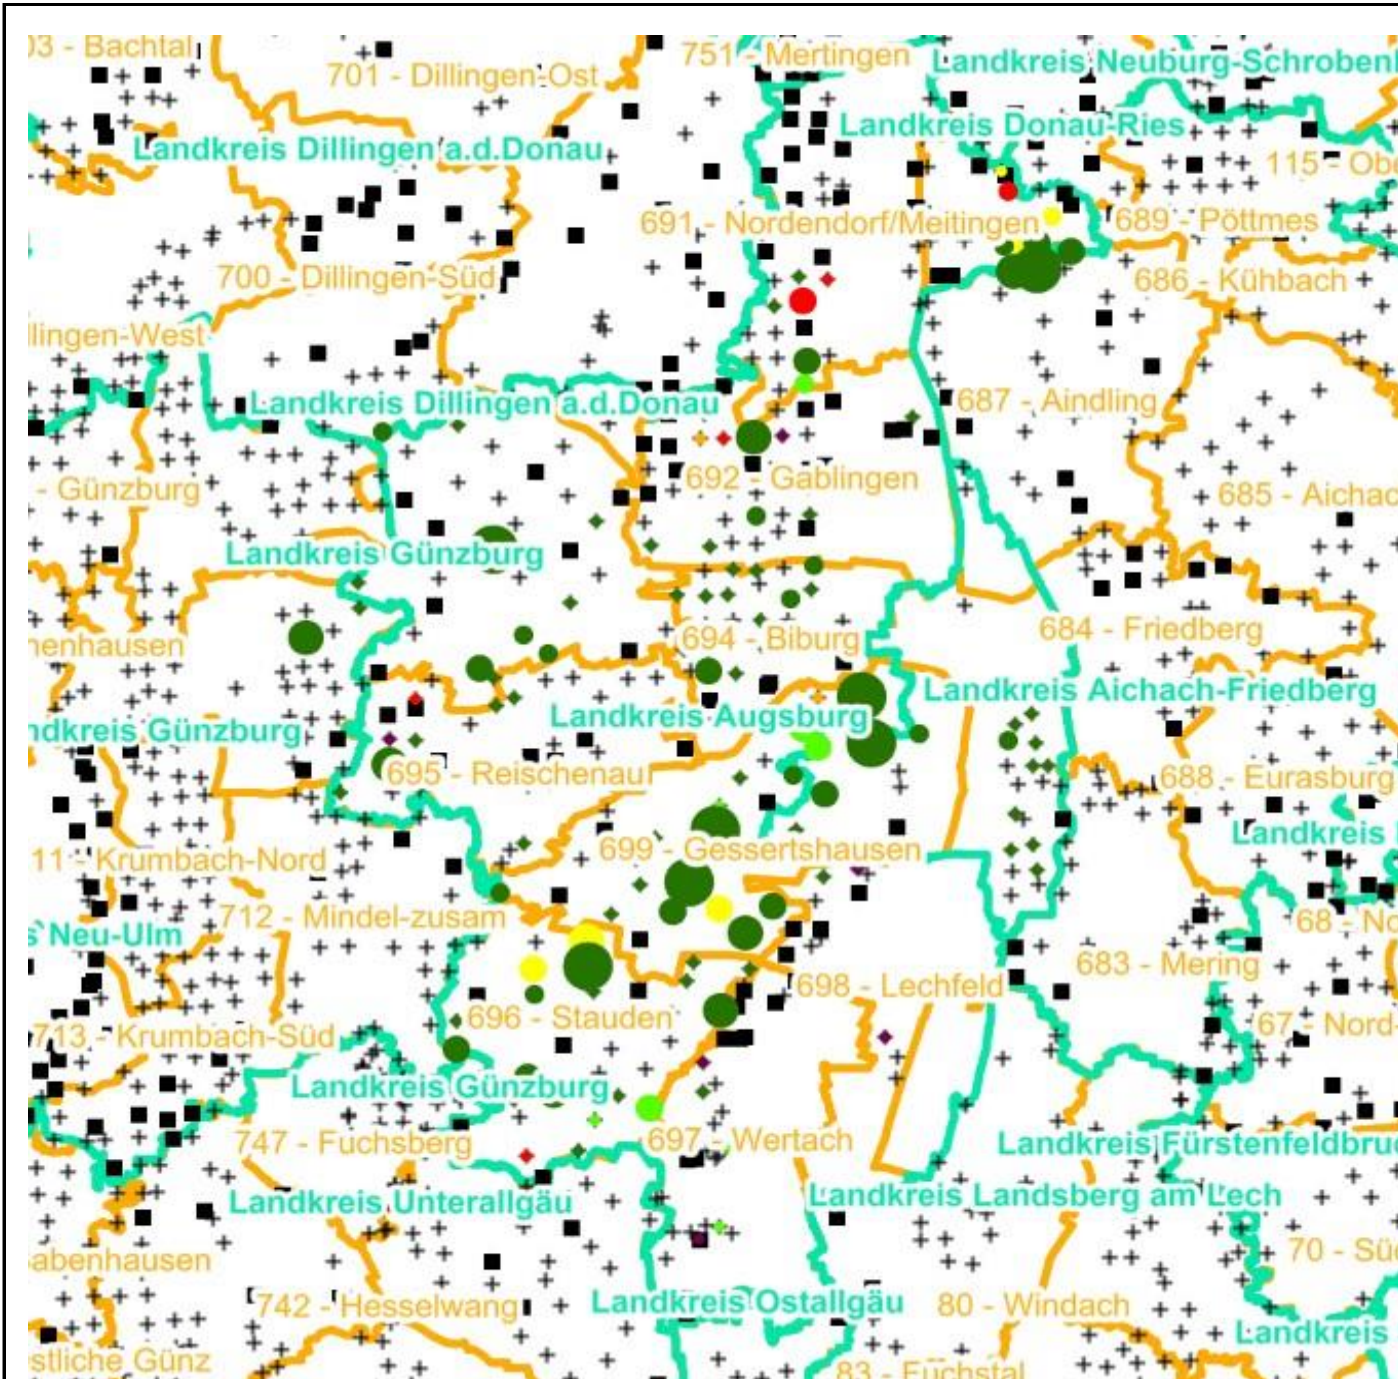 03 - Bachtal
751 - Mertingen
Landkreis Neuburg-Schroben
701 - Dillingen-Ost
Landkreis Donau-Ries
Landkreis Dillingen a.d.Donau
115 - Ob
691 - Nordendorf/Meitingen
689 - Pöttmes
700 - Dillingen-Süd
686 - Kühbach
llingen-West
Landkreis Dillingen a.d.Donau
687 - Aindling
692 - Gablingen
- Günzburg
685 - Aichac
Landkreis Günzburg
684 - Friedberg
nenhausen
694 - Biburg
Landkreis Aichach-Friedberg
Landkreis Augsburg
ndkreis Günzburg
695 - Reischenau
688 - Eurasburg
Landkreis
699 - Gessertshausen
11 - Krumbach-Nord
712 - Mindel-zusam
68 - No
s Neu-Ulm
683 - Mering
698 - Lechfeld
696 - Stauden
67 - Nord
713 - Krumbach-Süd
Landkreis Günzburg
747 - Fuchsberg
697 - Wertach
Landkreis Fürstenfeldbruc
Landkreis Unterallgäu
Landkreis Landsberg am Lech
70 - Süd
abenhausen
742 - Hesselwang
Landkreis Ostallgäu
80 - Windach
Landkreis
stliche Günz
83 - Fuchstal